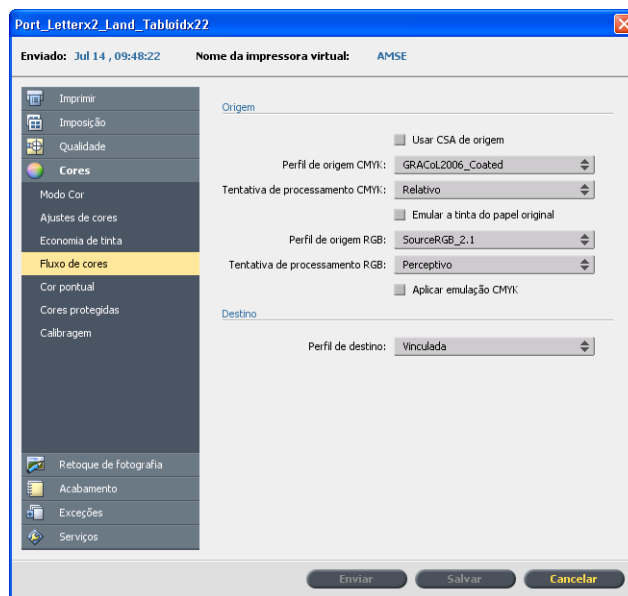 Port_Letterx2_Land_Tabloidx22
Enviado: Jul 14 , 09:48:22 Nome da impressora virtual: AMSE
Imprimir
Imposição
Qualidade
Cores
Modo Cor
Ajustes de cores
Economia de tinta
Fluxo de cores
Cor pontual
Cores protegidas
Calibragem
Retoque de fotografia
Acabamento
Exceções
Serviços
Origem
Usar CSA de origem
Perfil de origem CMYK: GRACoL2006_Coated
Tentativa de processamento CMYK: Relativo
Emular a tinta do papel original
Perfil de origem RGB: SourceRGB_2.1
Tentativa de processamento RGB: Perceptivo
Aplicar emulação CMYK
Destino
Perfil de destino: Vinculada
Enviar Salvar Cancelar